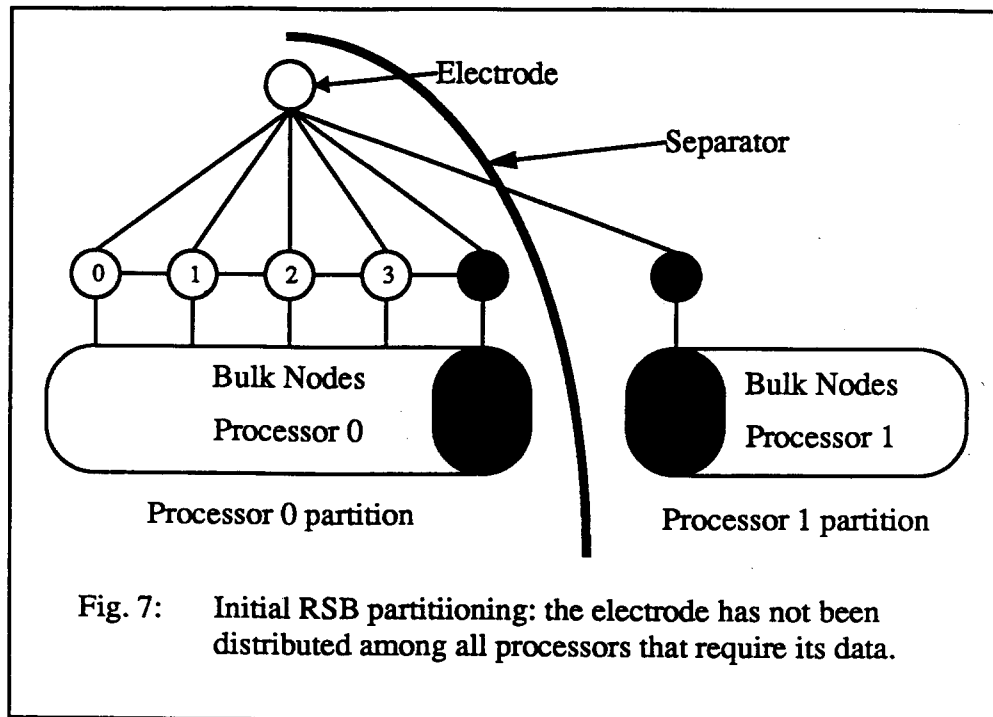 Electrode
Separator
0 1 2 3
Bulk Nodes
Processor 0
Bulk Nodes
Processor 1
Processor 0 partition
Processor 1 partition
Fig. 7: Initial RSB partitiioning: the electrode has not been
distributed among all processors that require its data.